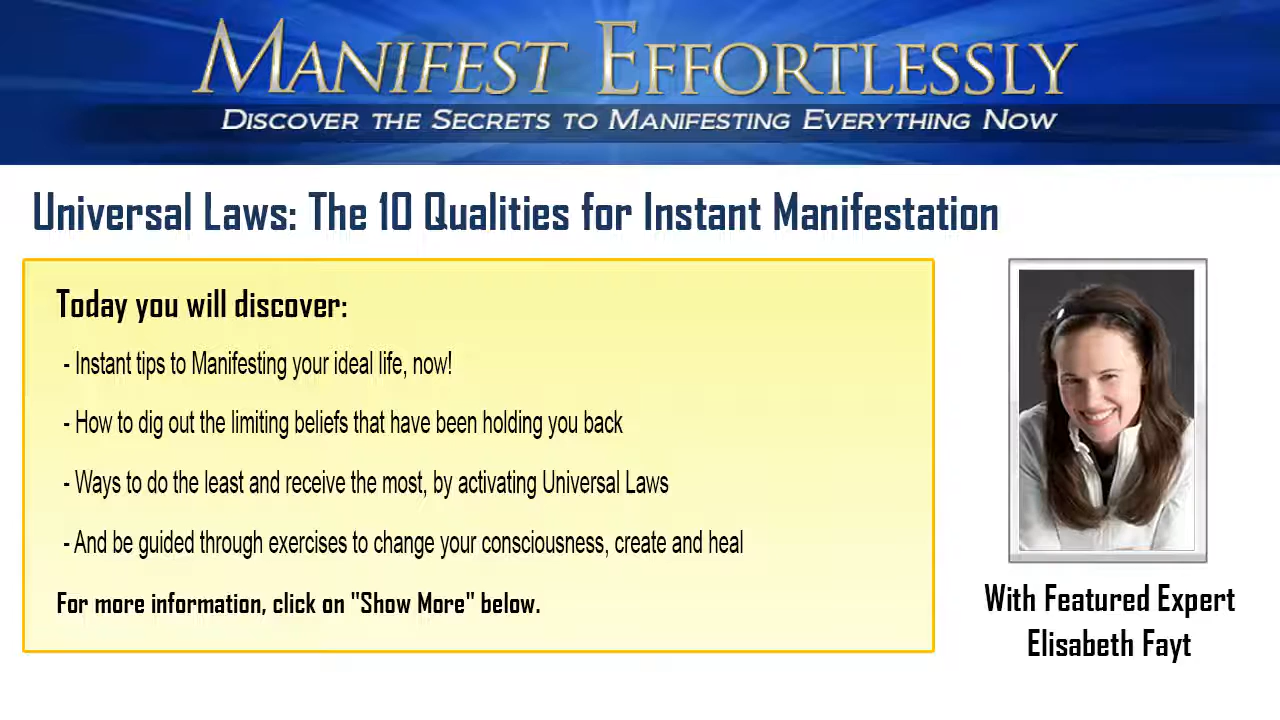 Manifest Effortlessly
Discover the Secrets to Manifesting Everything Now
Universal Laws: The 10 Qualities for Instant Manifestation
Today you will discover:
- Instant tips to Manifesting your ideal life, now!
- How to dig out the limiting beliefs that have been holding you back
- Ways to do the least and receive the most, by activating Universal Laws
- And be guided through exercises to change your consciousness, create and heal
For more information, click on "Show More" below.
With Featured Expert
Elisabeth Fayt